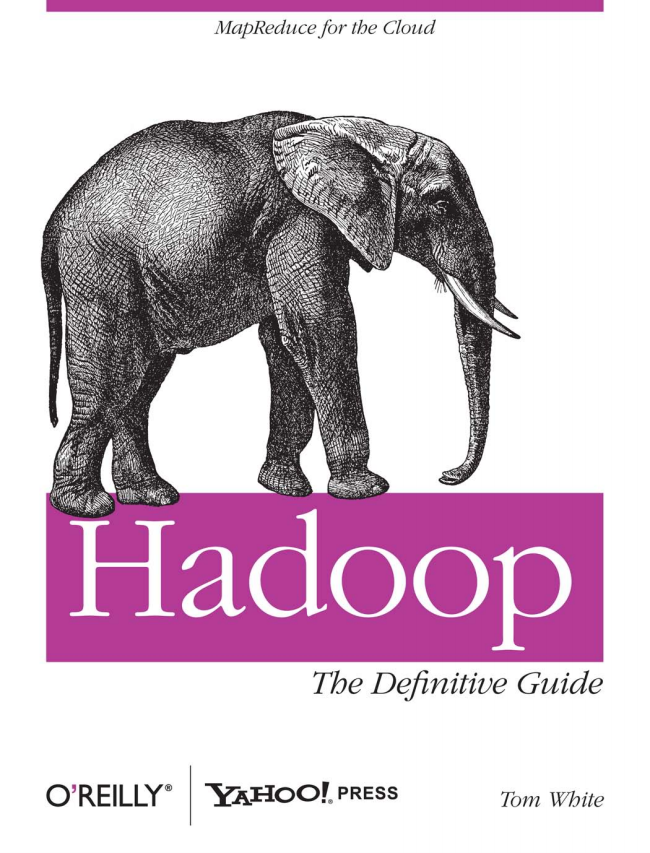 MapReduce for the Cloud
Hadoop
The Definitive Guide
O'REILLY®
YAHOO!® PRESS
Tom White